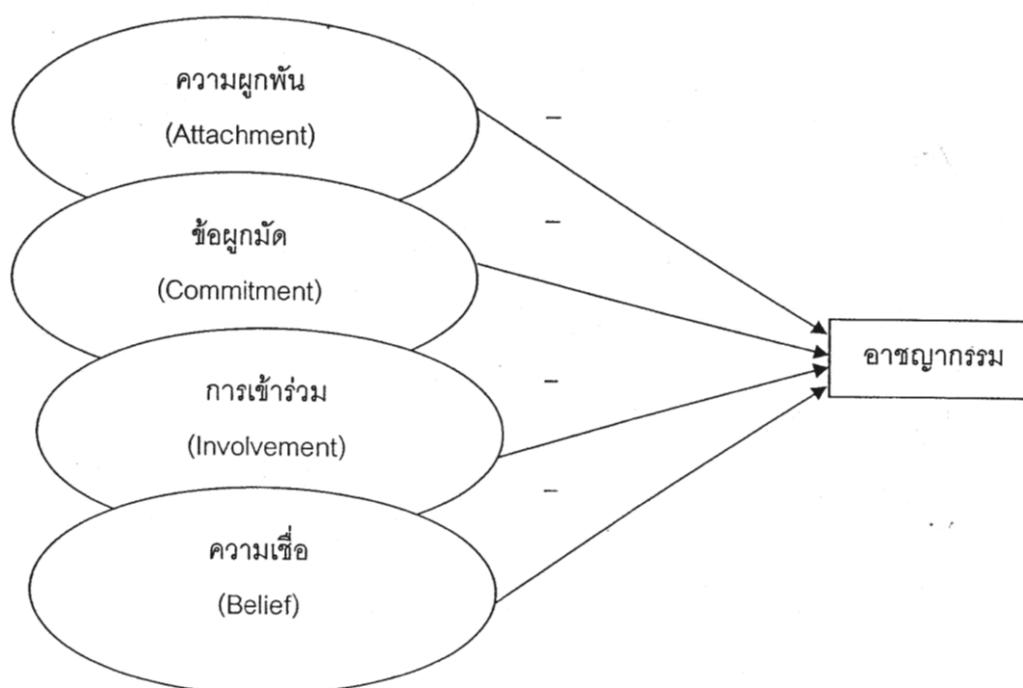 ความผูกพัน
(Attachment)
–
ข้อผูกมัด
(Commitment)
–
การเข้าร่วม
(Involvement)
–
ความเชื่อ
(Belief)
–
อาชญากรรม